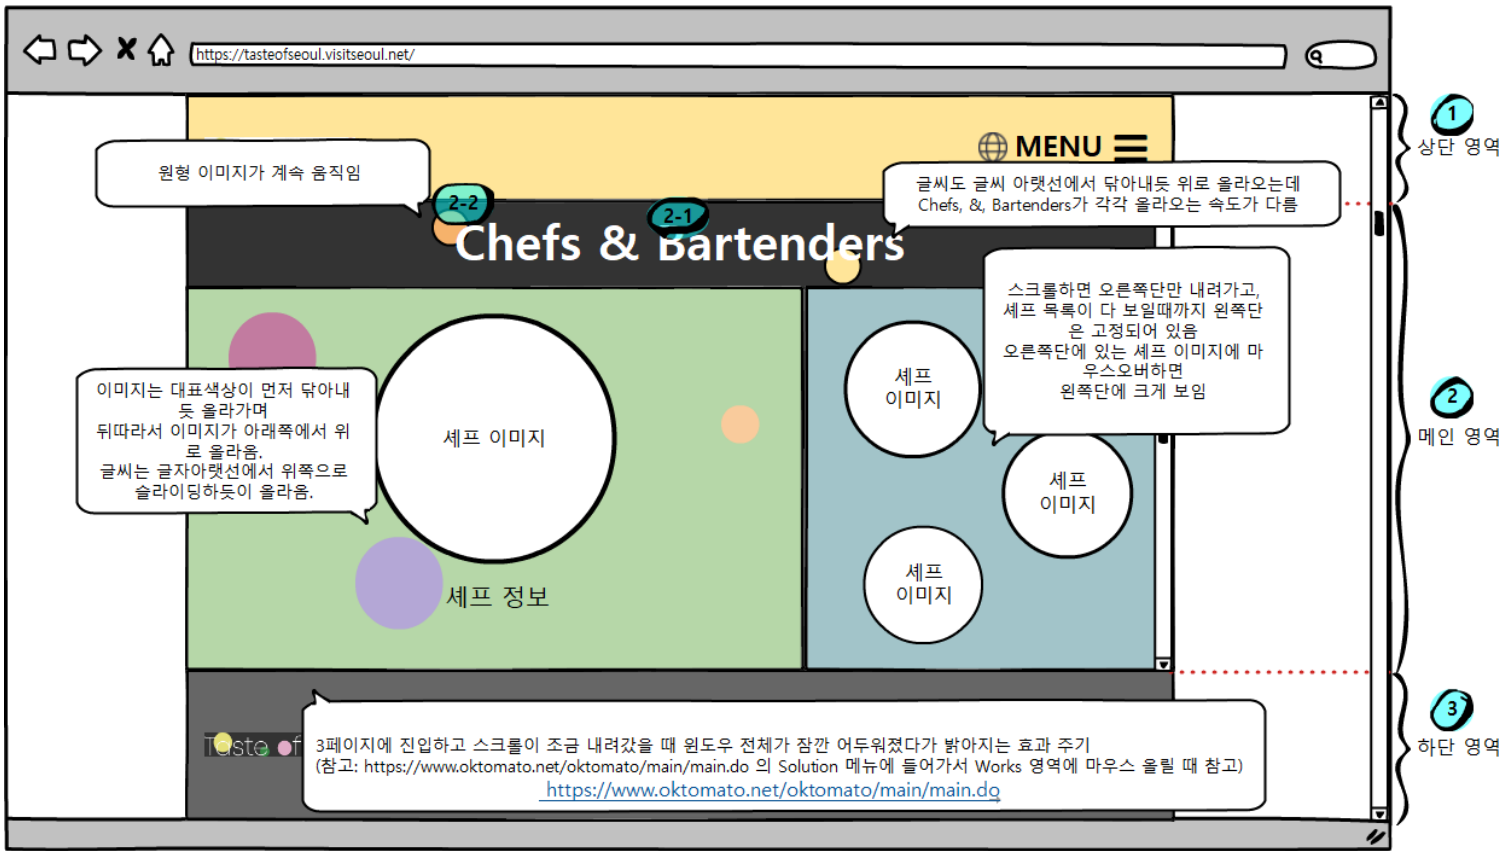 https://tasteofseoul.visitseoul.net/
1
상단 영역
MENU
원형 이미지가 계속 움직임
글씨도 글씨 아랫선에서 닦아내듯 위로 올라오는데
Chefs, &, Bartenders가 각각 올라오는 속도가 다름
2-2
2-1
Chefs & Bartenders
스크롤하면 오른쪽단만 내려가고,
셰프 목록이 다 보일때까지 왼쪽단
은 고정되어 있음
오른쪽단에 있는 셰프 이미지에 마
우스오버하면
왼쪽단에 크게 보임
이미지는 대표색상이 먼저 닦아내
듯 올라가며
뒤따라서 이미지가 아래쪽에서 위
로 올라옴.
글씨는 글자아랫선에서 위쪽으로
슬라이딩하듯이 올라옴.
셰프 이미지
셰프 정보
셰프
이미지
셰프
이미지
셰프
이미지
2
메인 영역
Taste of
3페이지에 진입하고 스크롤이 조금 내려갔을 때 윈도우 전체가 잠깐 어두워졌다가 밝아지는 효과 주기
(참고: https://www.oktomato.net/oktomato/main/main.do 의 Solution 메뉴에 들어가서 Works 영역에 마우스 올릴 때 참고)
https://www.oktomato.net/oktomato/main/main.do
3
하단 영역